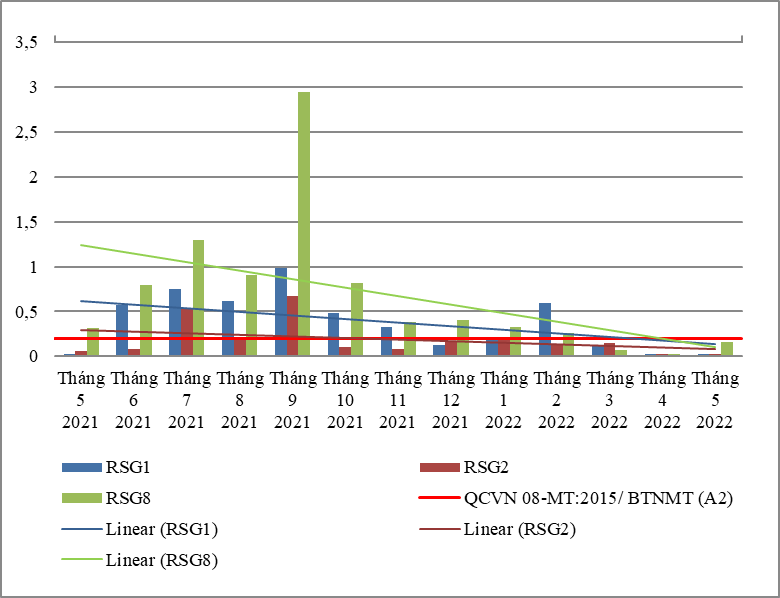 3,5
3
2,5
2
1,5
1
0,5
0
Tháng Tháng Tháng Tháng Tháng Tháng Tháng Tháng Tháng Tháng Tháng Tháng Tháng
5 6 7 8 9 10 11 12 1 2 3 4 5
2021 2021 2021 2021 2021 2021 2021 2021 2022 2022 2022 2022 2022
RSG1 RSG2
RSG8 QCVN 08-MT:2015/ BTNMT (A2)
Linear (RSG1) Linear (RSG2)
Linear (RSG8)